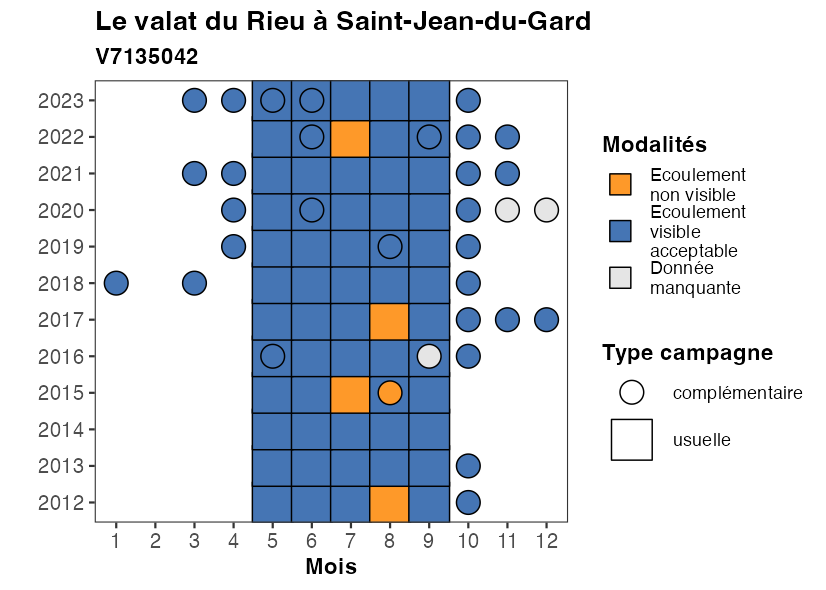 Le valat du Rieu à Saint-Jean-du-Gard
V7135042
2023
2022
2021
2020
2019
2018
2017
2016
2015
2014
2013
2012
1 2 3 4 5 6 7 8 9 10 11 12
Mois
Modalités
Ecoulement
non visible
Ecoulement
visible
acceptable
Donnée
manquante
Type campagne
complémentaire
usuelle